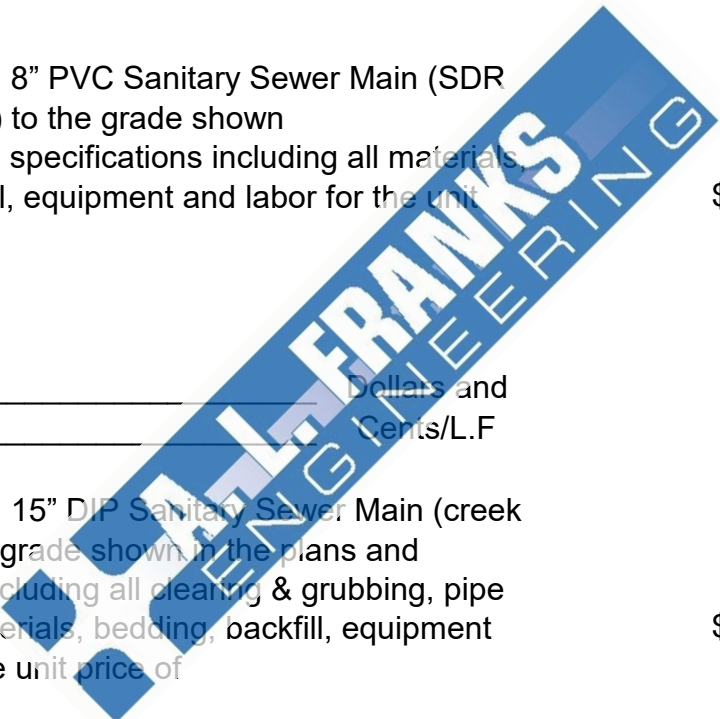 8” PVC Sanitary Sewer Main (SDR
) to the grade shown
specifications including all materials,
l, equipment and labor for the unit
$
Dollars and
Cents/L.F
15” DIP Sanitary Sewer Main (creek
grade shown in the plans and
cluding all clearing & grubbing, pipe
erials, bedding, backfill, equipment
$
e unit price of
A.L. FRANKS
ENGINEERING